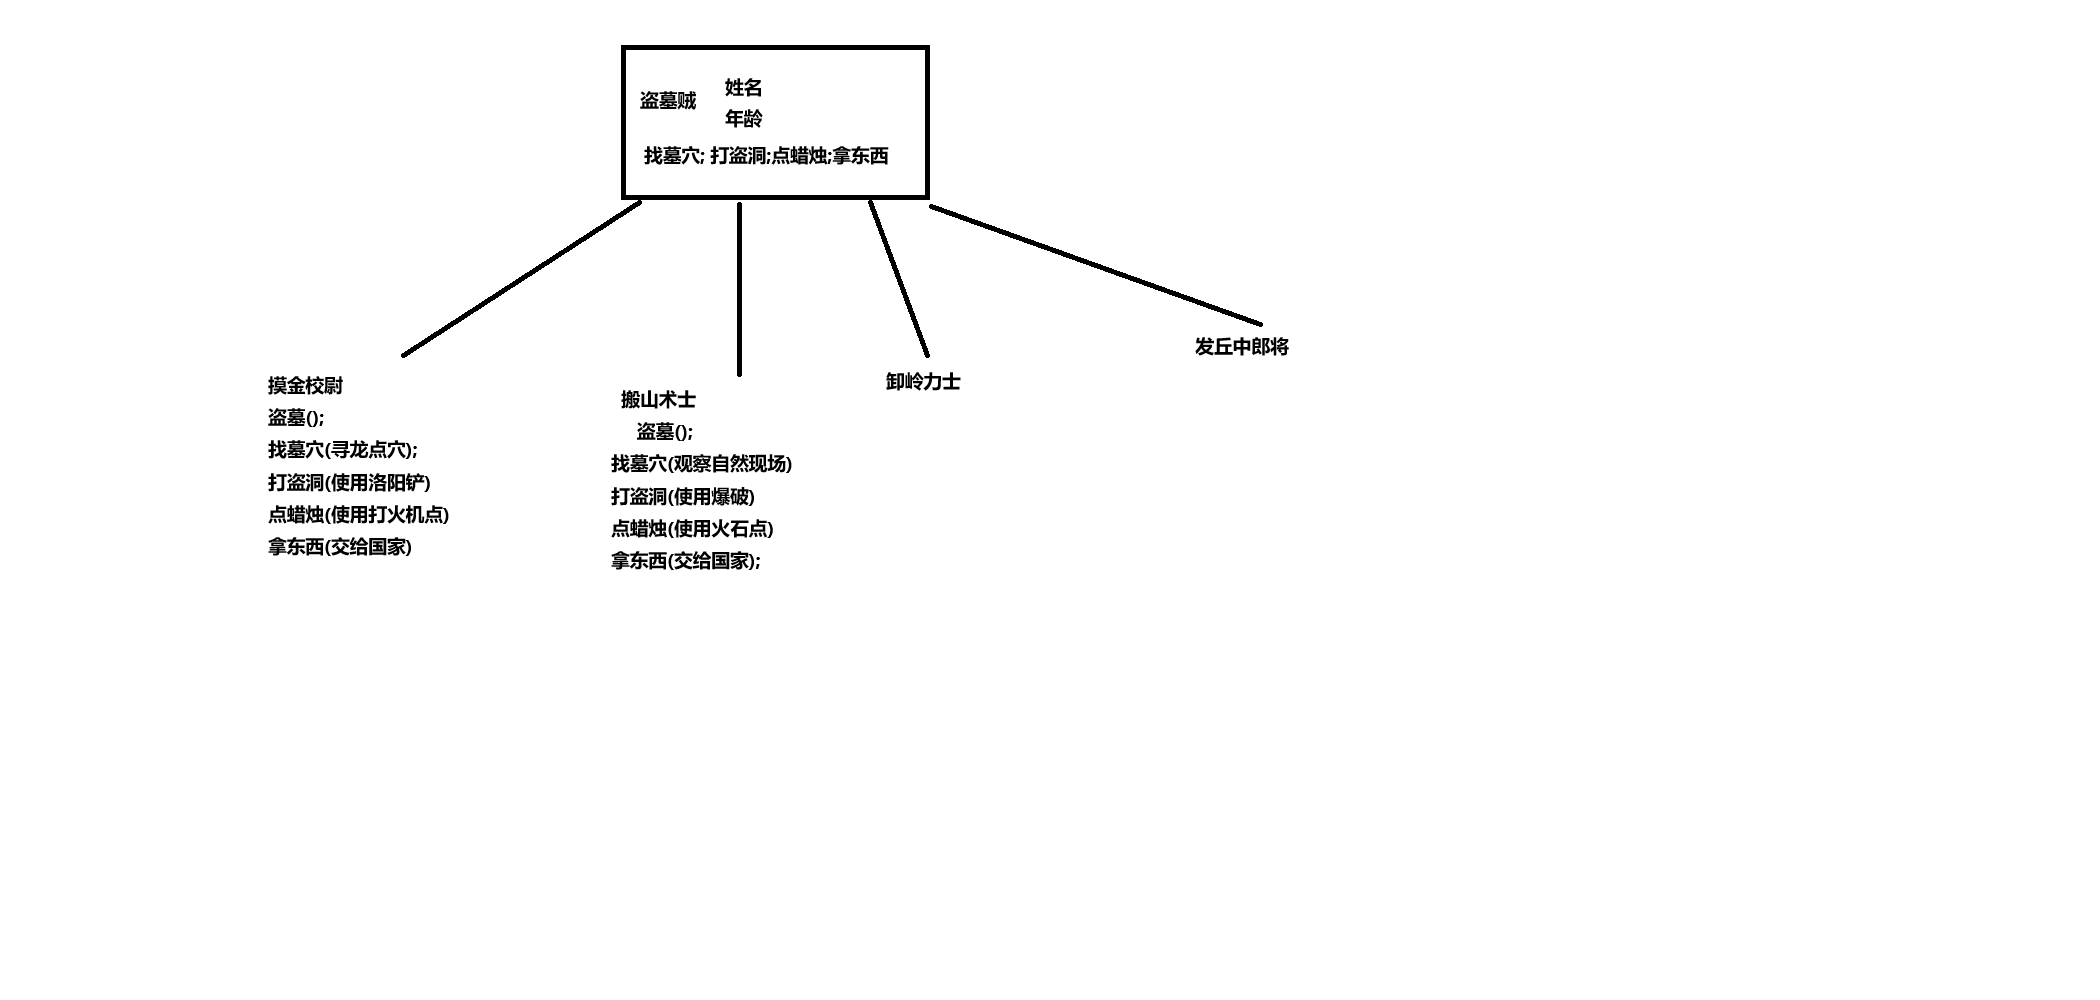 姓名
盗墓贼
年龄
找墓穴; 打盗洞;点蜡烛;拿东西
摸金校尉
盗墓();
找墓穴(寻龙点穴);
打盗洞(使用洛阳铲)
点蜡烛(使用打火机点)
拿东西(交给国家)
搬山术士
盗墓();
找墓穴(观察自然现场)
打盗洞(使用爆破)
点蜡烛(使用火石点)
拿东西(交给国家);
卸岭力士
发丘中郎将